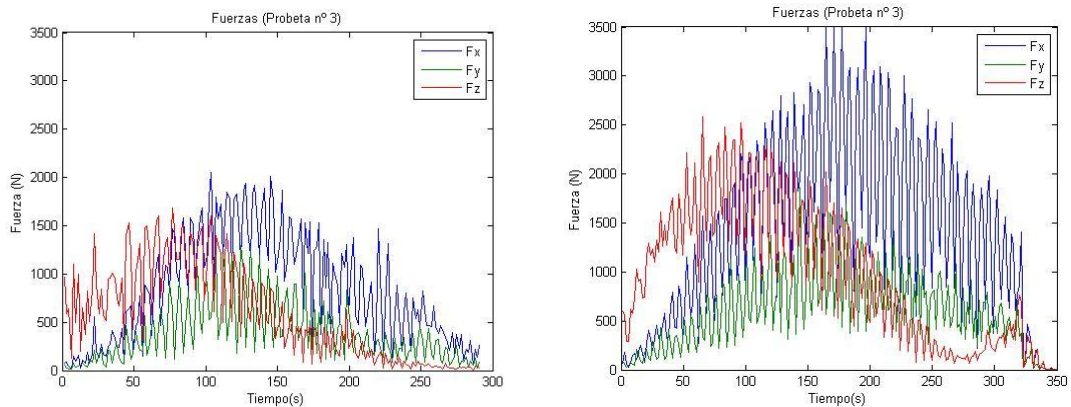 Fuerzas (Probeta nº 3)
3500
3000
2500
2000
1500
1000
500
0
Fuerza (N)
Fx
Fy
Fz
0 50 100 150 200 250 300
Tiempo(s)
Fuerzas (Probeta nº 3)
3500
3000
2500
2000
1500
1000
500
0
Fuerza (N)
Fx
Fy
Fz
0 50 100 150 200 250 300 350
Tiempo(s)